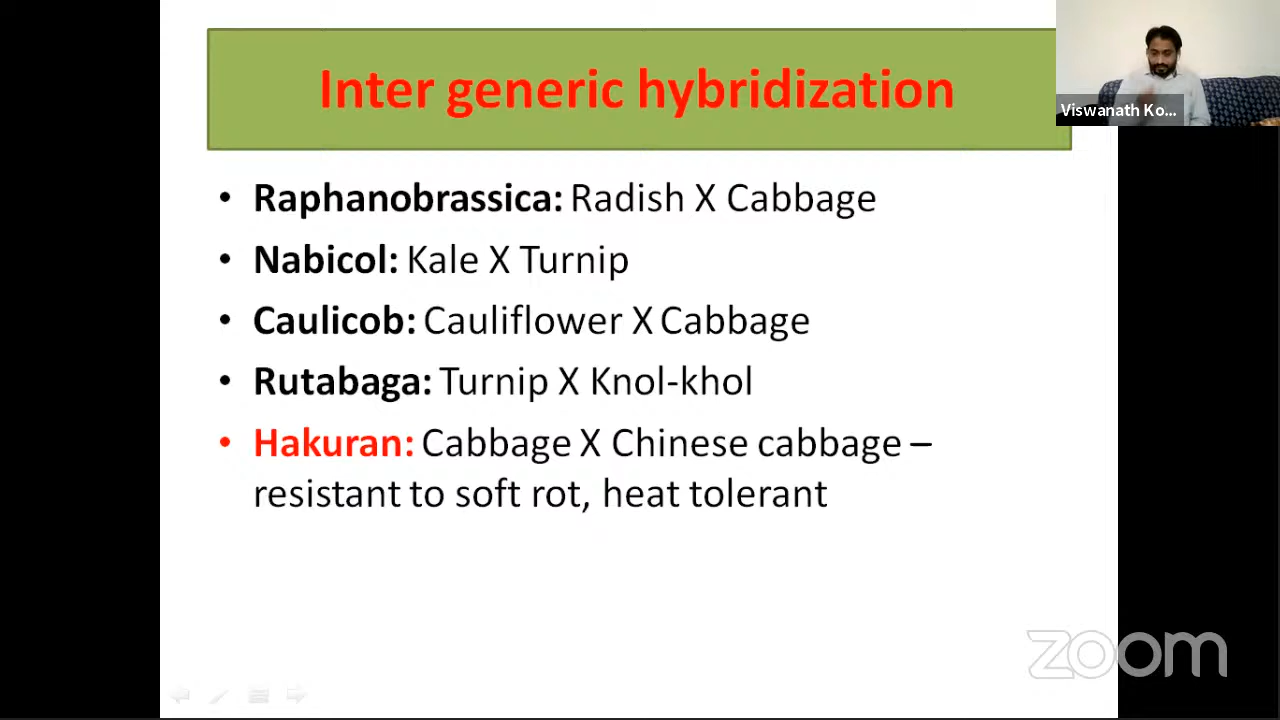 Inter generic hybridization
Viswanath Ko...
• Raphanobrassica: Radish X Cabbage
• Nabicol: Kale X Turnip
• Caulicob: Cauliflower X Cabbage
• Rutabaga: Turnip X Knol-khol
• Hakuran: Cabbage X Chinese cabbage –
resistant to soft rot, heat tolerant
zoom